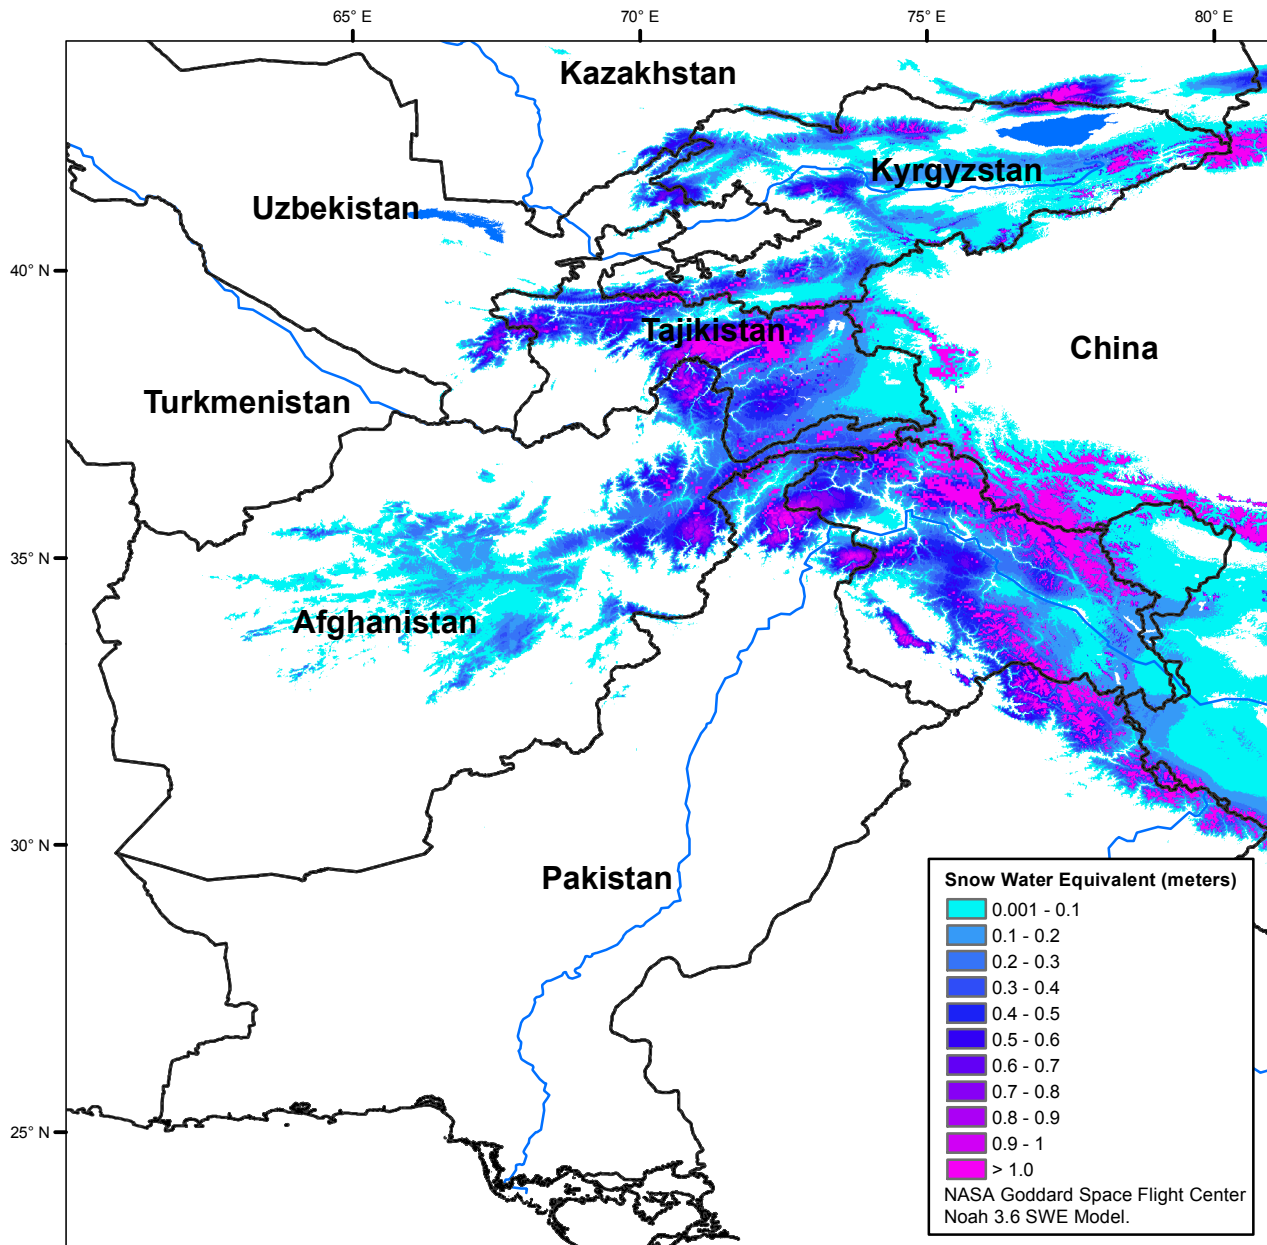 65° E
70° E
75° E
80° E
Kazakhstan
Kyrgyzstan
Uzbekistan
40° N
Tajikistan
China
Turkmenistan
35° N
Afghanistan
30° N
Pakistan
25° N
Snow Water Equivalent (meters)
0.001 - 0.1
0.1 - 0.2
0.2 - 0.3
0.3 - 0.4
0.4 - 0.5
0.5 - 0.6
0.6 - 0.7
0.7 - 0.8
0.8 - 0.9
0.9 - 1
> 1.0
NASA Goddard Space Flight Center
Noah 3.6 SWE Model.